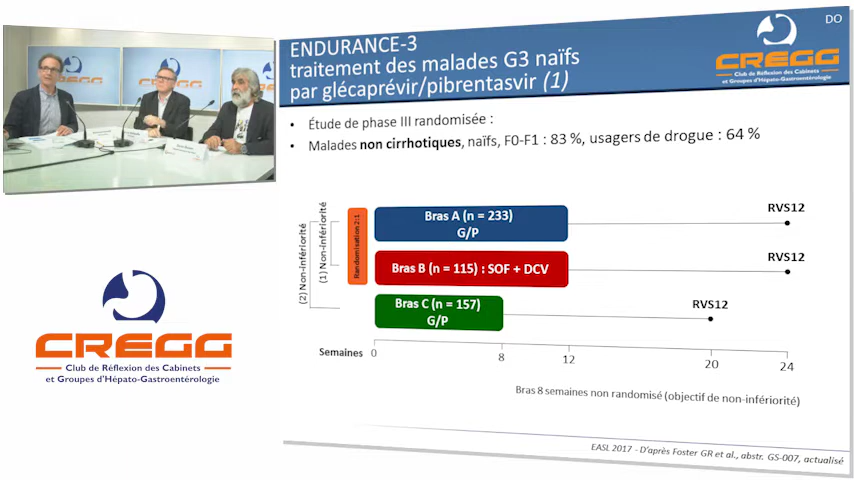 CREGG
CREGG
DO
ENDURANCE-3
traitement des malades G3 naïfs
par glécaprévir/pibrentasvir (1)
CREGG
Club de Réflexion des Cabinets
et Groupes d'Hépato-Gastroentérologie
• Étude de phase III randomisée :
• Malades non cirrhotiques, naïfs, F0-F1 : 83 %, usagers de drogue : 64 %
(2) Non-infériorité
(1) Non-infériorité
Randomisation 2:1
Bras A (n = 233)
G/P
RVS12
Bras B (n = 115) : SOF + DCV
RVS12
Bras C (n = 157)
G/P
RVS12
Semaines
0
8
12
20
24
Bras 8 semaines non randomisé (objectif de non-infériorité)
EASL 2017 - D'après Foster GR et al., abstr. GS-007, actualisé
CREGG
Club de Réflexion des Cabinets
et Groupes d'Hépato-Gastroentérologie